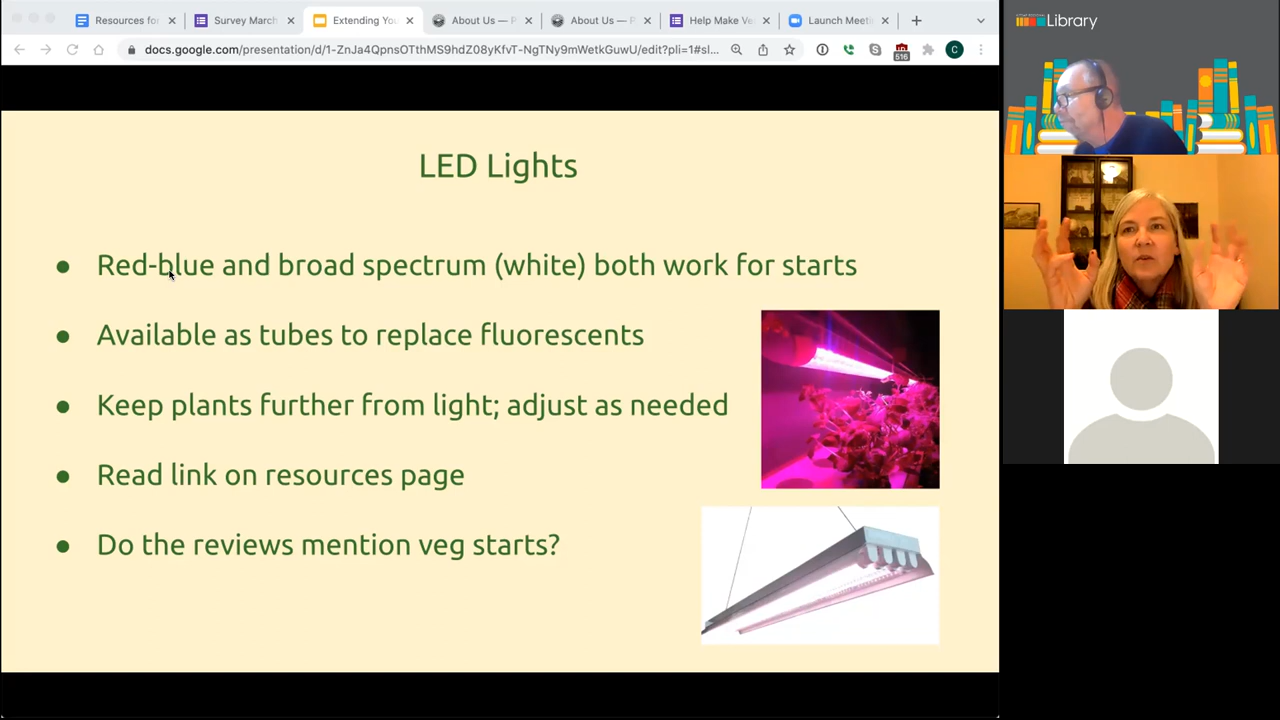 Resources for
Survey March
Extending You
About Us — P
About Us — P
Help Make Ve
Launch Meeti
docs.google.com/presentation/d/1-ZnJa4QpnsOTthMS9hdZ08yKfvT-NgTNy9mWetkGuwU/edit?pli=1#sl...
516
C
Library
LED Lights
● Red-blue and broad spectrum (white) both work for starts
● Available as tubes to replace fluorescents
● Keep plants further from light; adjust as needed
● Read link on resources page
● Do the reviews mention veg starts?